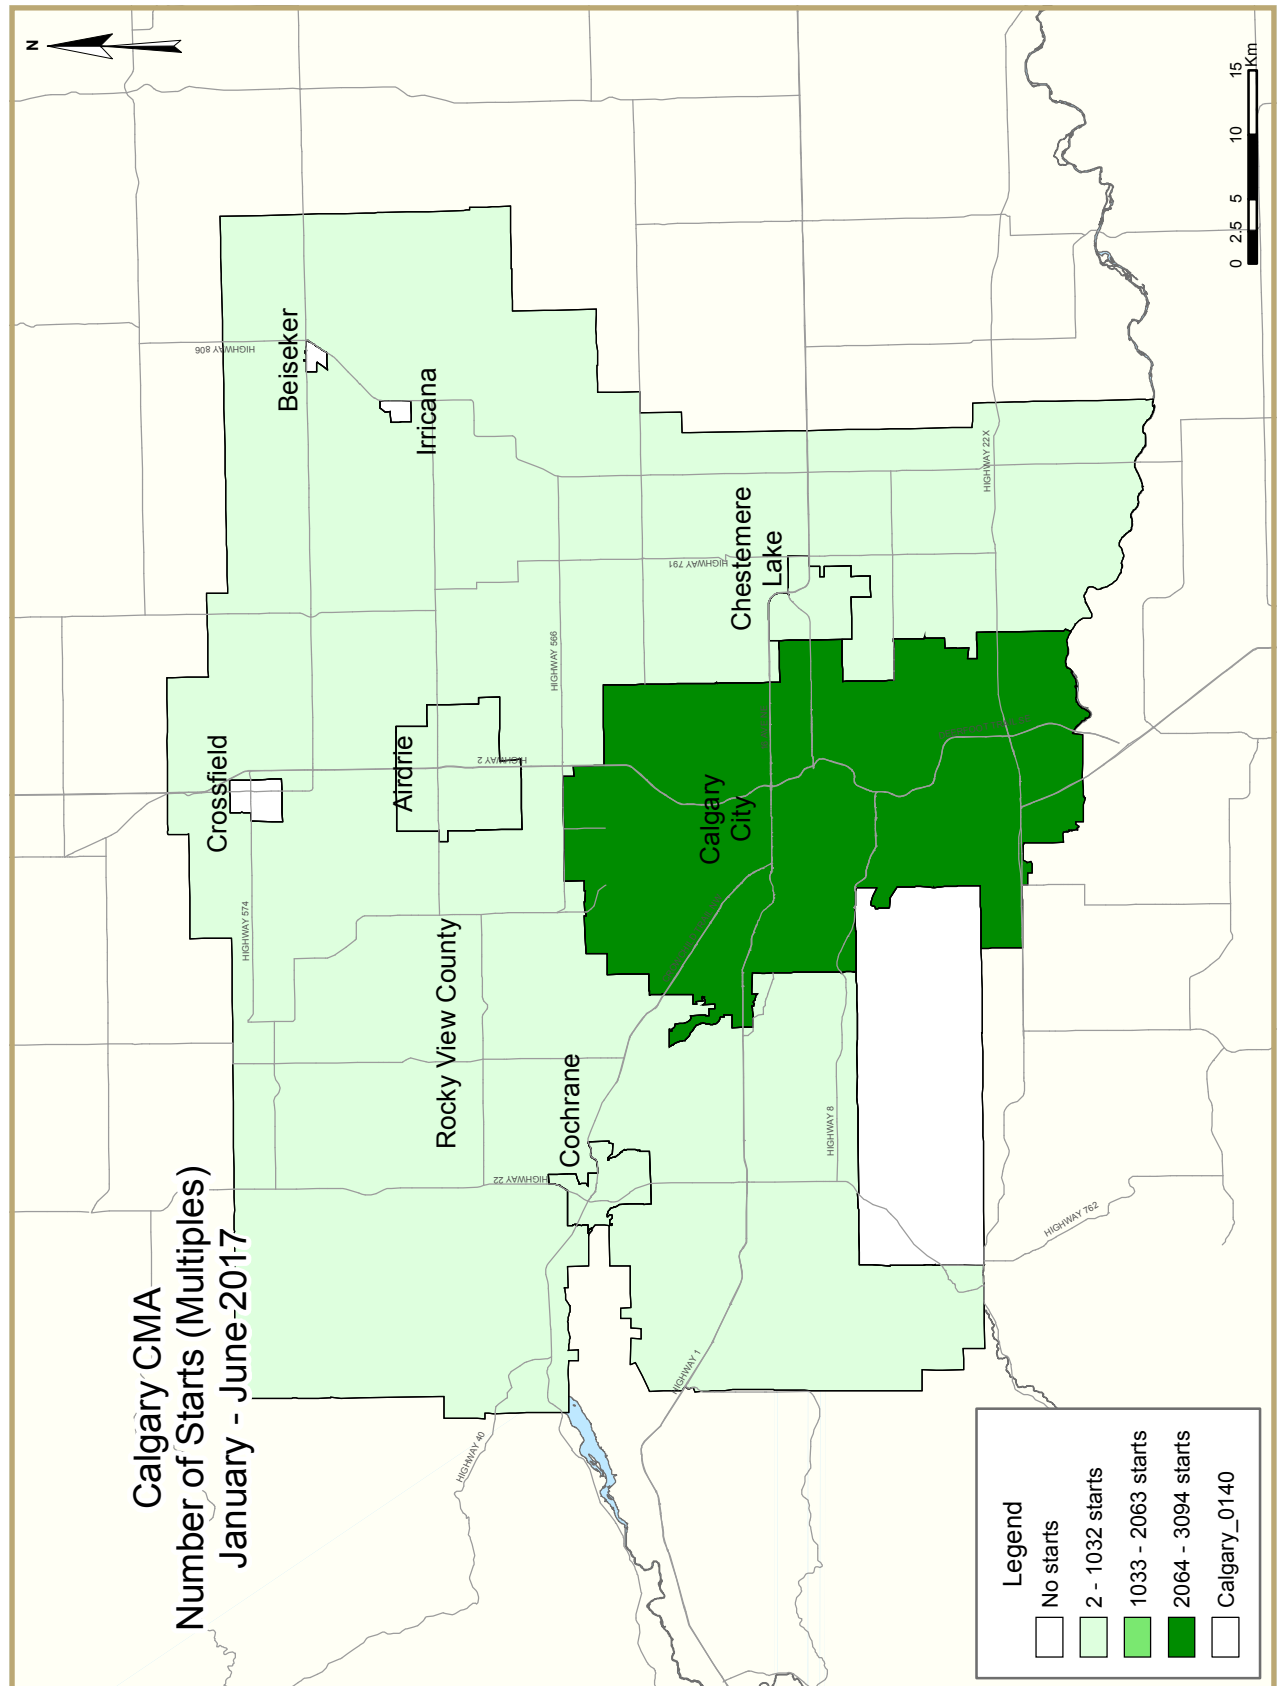 Calgary CMA
Number of Starts (Multiples)
January - June-2017
N
Crossfield
Beiseker
Irricana
Airdrie
Rocky View County
Cochrane
Chestemere
Lake
Calgary
City
HIGHWAY 574
HIGHWAY 806
HIGHWAY 2
HIGHWAY 566
HIGHWAY 791
HIGHWAY 22X
HIGHWAY 22
HIGHWAY 8
HIGHWAY 762
HIGHWAY 1
HIGHWAY 40
Legend
No starts
2 - 1032 starts
1033 - 2063 starts
2064 - 3094 starts
Calgary_0140
0 2.5 5 10 15
Km